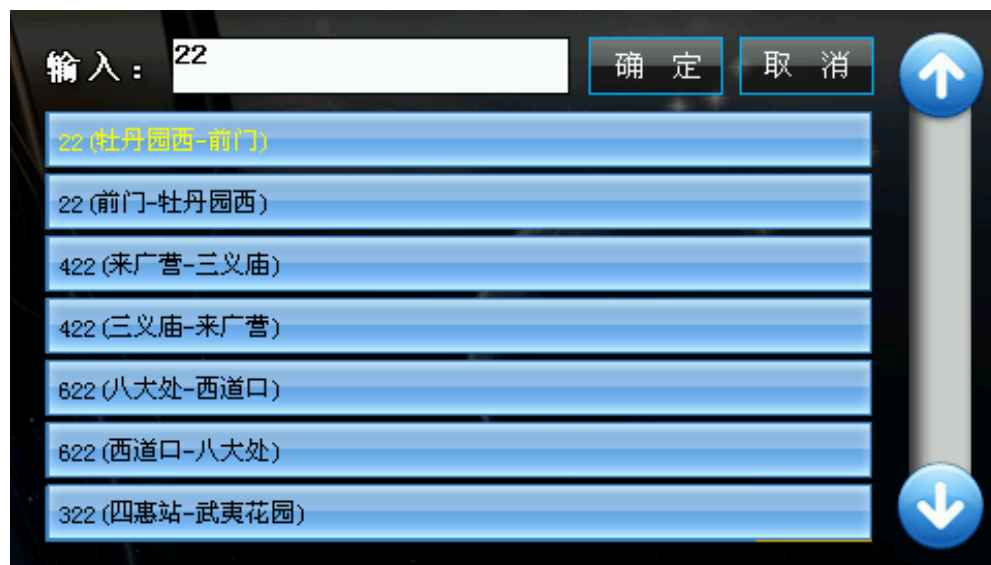 输入： 22 确 定 取 消
22 (牡丹园西-前门)
22 (前门-牡丹园西)
422 (来广营-三义庙)
422 (三义庙-来广营)
622 (八大处-西道口)
622 (西道口-八大处)
322 (四惠站-武夷花园)